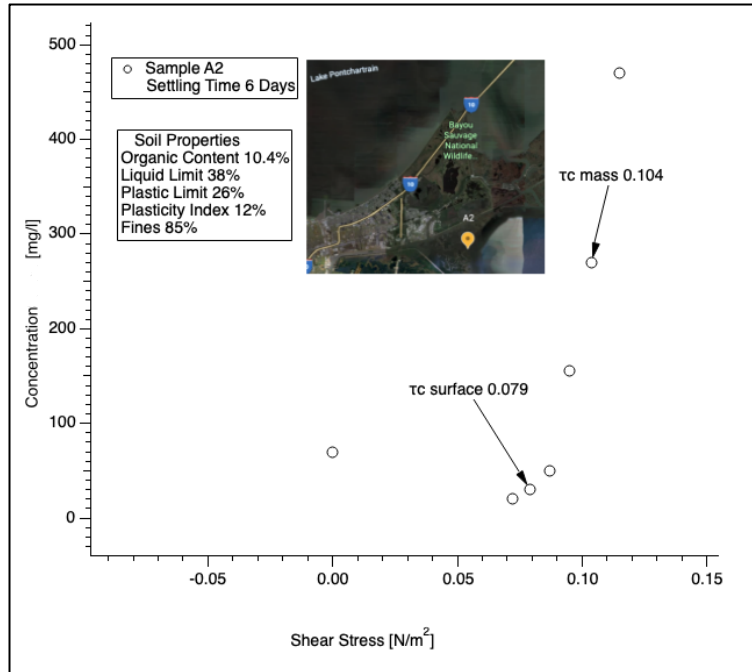 500
400
300
200
100
0
Concentration [mg/l]
-0.05
0.00
0.05
0.10
0.15
Shear Stress [N/m²]
Sample A2
Settling Time 6 Days
Soil Properties
Organic Content 10.4%
Liquid Limit 38%
Plastic Limit 26%
Plasticity Index 12%
Fines 85%
Lake Pontchartrain
10
Bayou
Sauvage
National
Wildlife...
10
A2
10
τc mass 0.104
τc surface 0.079